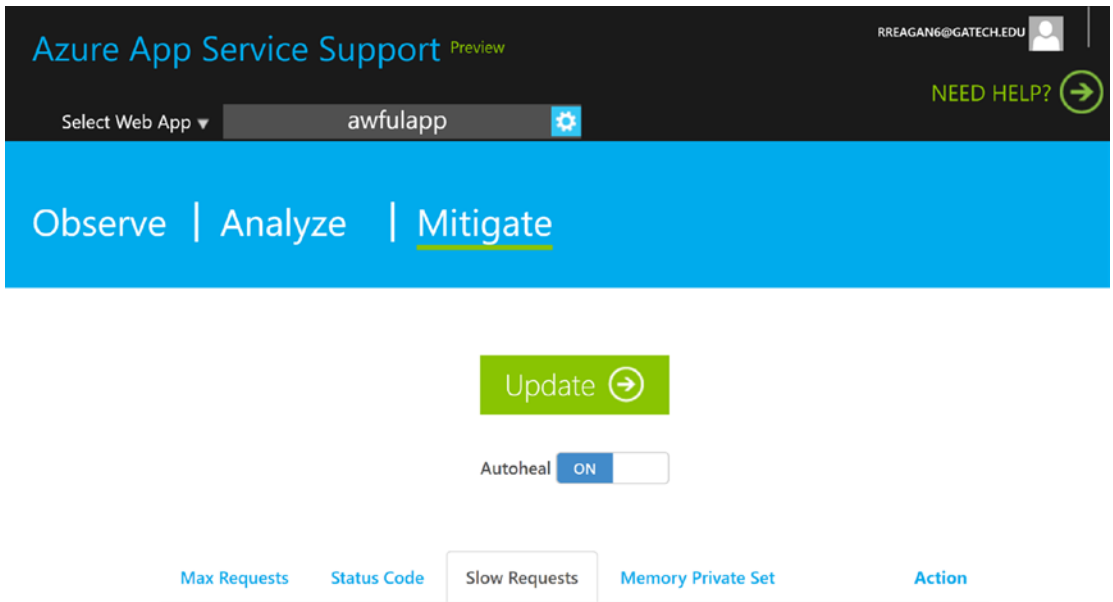 Azure App Service Support Preview
RREAGAN6@GATECH.EDU
NEED HELP?
Select Web App ▼ awfulapp
Observe | Analyze | Mitigate
Update
Autoheal ON
Max Requests Status Code Slow Requests Memory Private Set Action